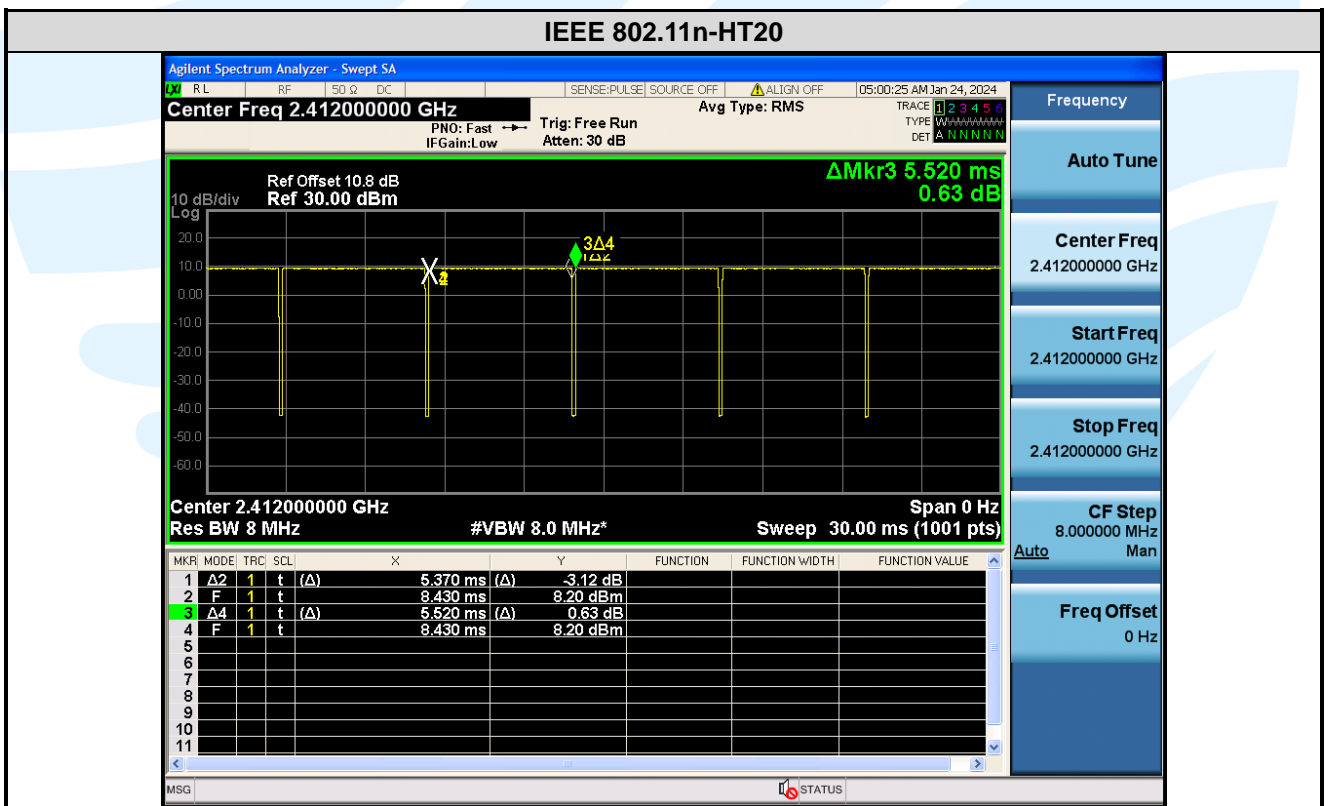 IEEE 802.11n-HT20
Agilent Spectrum Analyzer - Swept SA
LXI RL RF 50 Ω DC SENSE:PULSE SOURCE OFF ALIGN OFF 05:00:25 AM Jan 24, 2024
Center Freq 2.412000000 GHz Avg Type: RMS TRACE 1 2 3 4 5 6
PNO: Fast Trig: Free Run TYPE WWWWWW
IFGain:Low Atten: 30 dB DET A N N N N N
Frequency
ΔMkr3 5.520 ms
0.63 dB
Ref Offset 10.8 dB
10 dB/div Ref 30.00 dBm
Log
20.0
10.0
0.00
-10.0
-20.0
-30.0
-40.0
-50.0
-60.0
3Δ4
1Δ2
2
Center 2.412000000 GHz Span 0 Hz
Res BW 8 MHz #VBW 8.0 MHz* Sweep 30.00 ms (1001 pts)
MKR MODE TRC SCL X Y FUNCTION FUNCTION WIDTH FUNCTION VALUE
1 Δ2 1 t (Δ) 5.370 ms (Δ) -3.12 dB
2 F 1 t 8.430 ms 8.20 dBm
3 Δ4 1 t (Δ) 5.520 ms (Δ) 0.63 dB
4 F 1 t 8.430 ms 8.20 dBm
5
6
7
8
9
10
11
MSG STATUS
Auto Tune
Center Freq
2.412000000 GHz
Start Freq
2.412000000 GHz
Stop Freq
2.412000000 GHz
CF Step
8.000000 MHz
Auto Man
Freq Offset
0 Hz